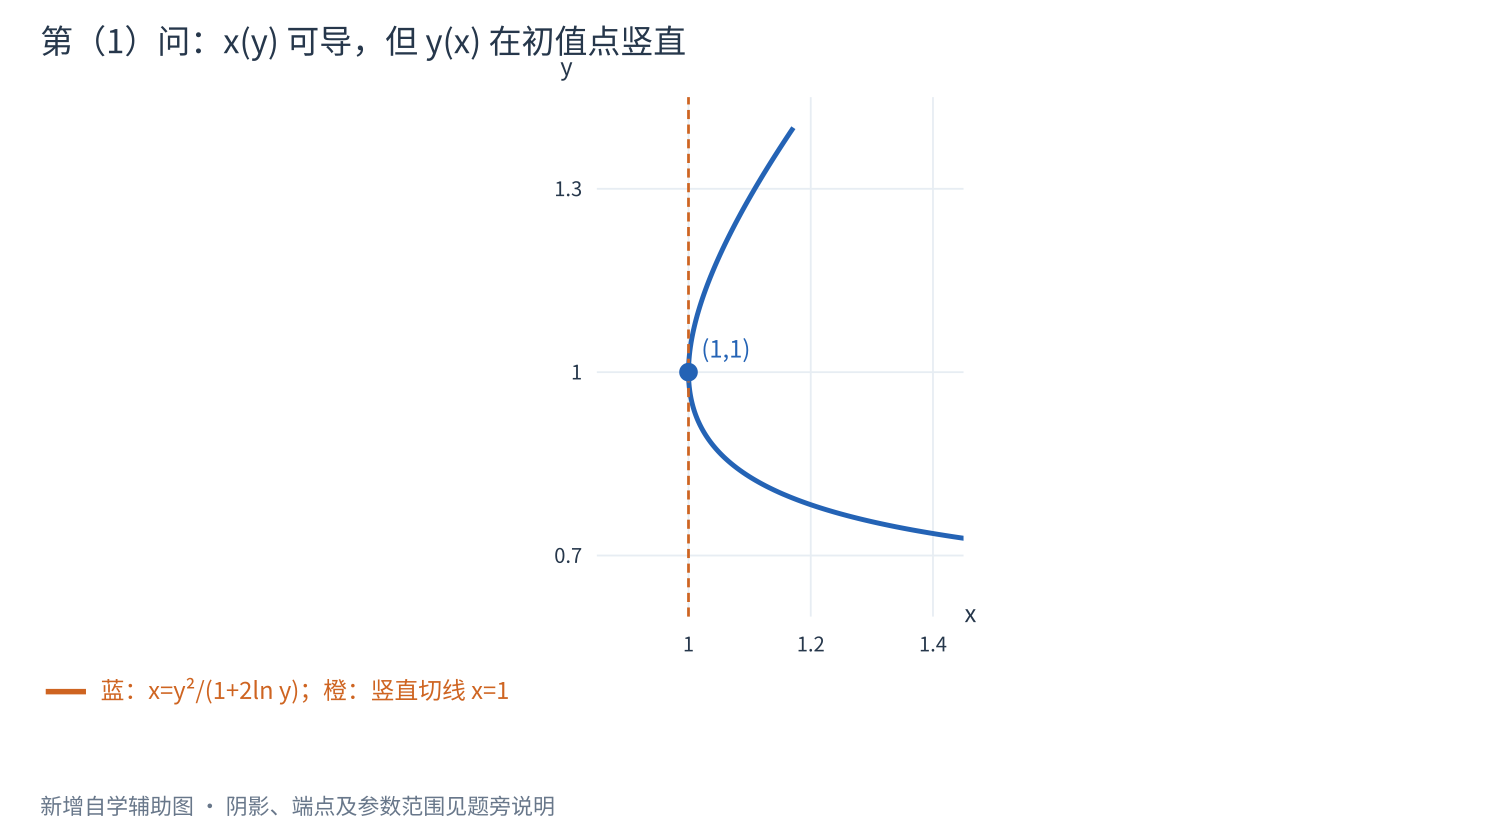 第（1）问：x(y) 可导，但 y(x) 在初值点竖直
y
1.3
(1,1)
1
0.7
x
1 1.2 1.4
蓝：x=y²/(1+2ln y)；橙：竖直切线 x=1
新增自学辅助图 · 阴影、端点及参数范围见题旁说明